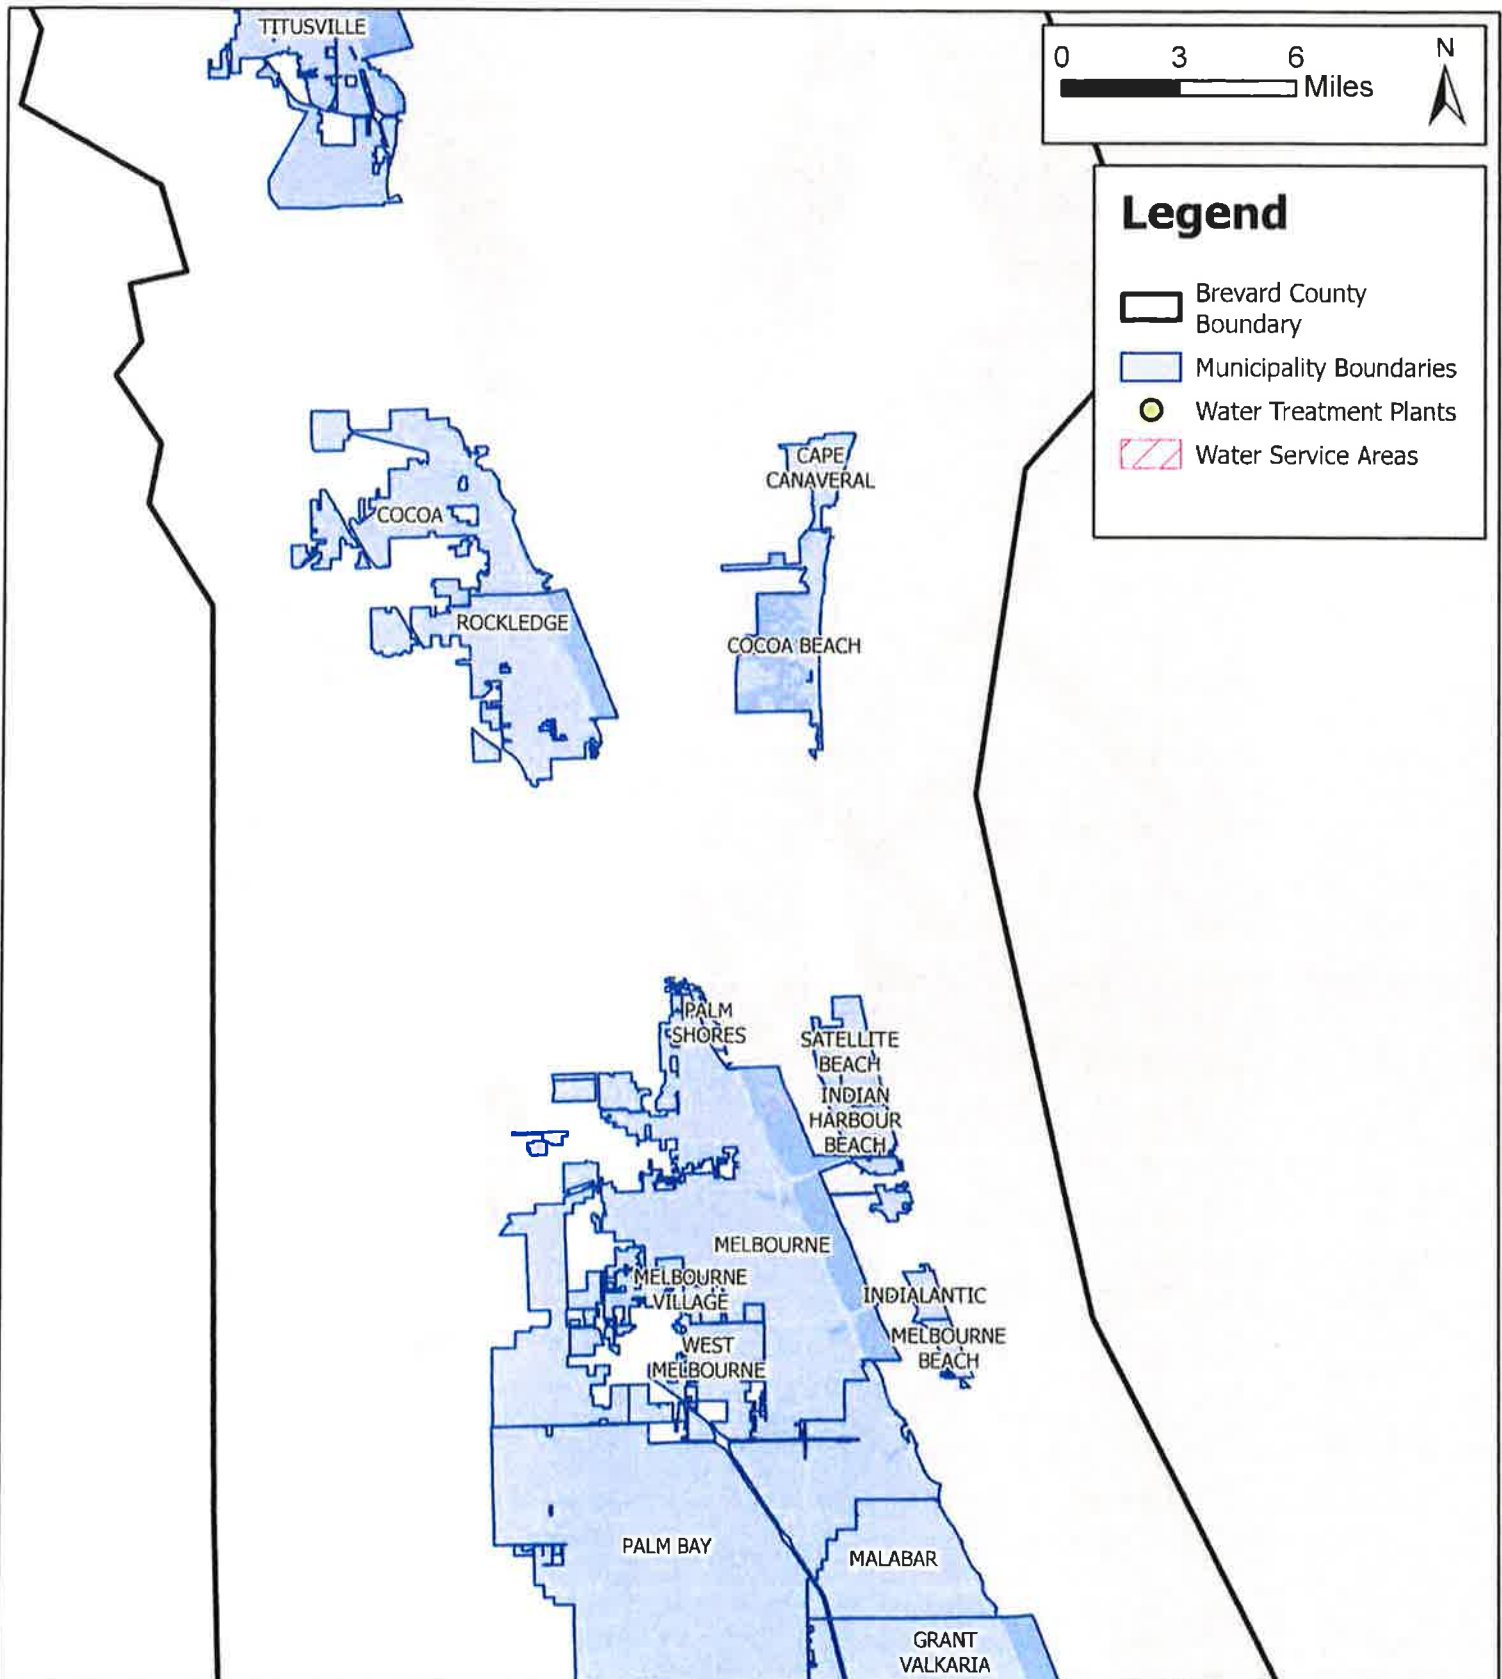 TITUSVILLE
0 3 6
Miles
N
Legend
Brevard County
Boundary
Municipality Boundaries
Water Treatment Plants
Water Service Areas
CAPE
CANAVERAL
COCOA
ROCKLEDGE
COCOA BEACH
PALM
SHORES
SATELLITE
BEACH
INDIAN
HARBOUR
BEACH
MELBOURNE
MELBOURNE
VILLAGE
INDIALANTIC
WEST
MELBOURNE
MELBOURNE
BEACH
PALM BAY
MALABAR
GRANT
VALKARIA